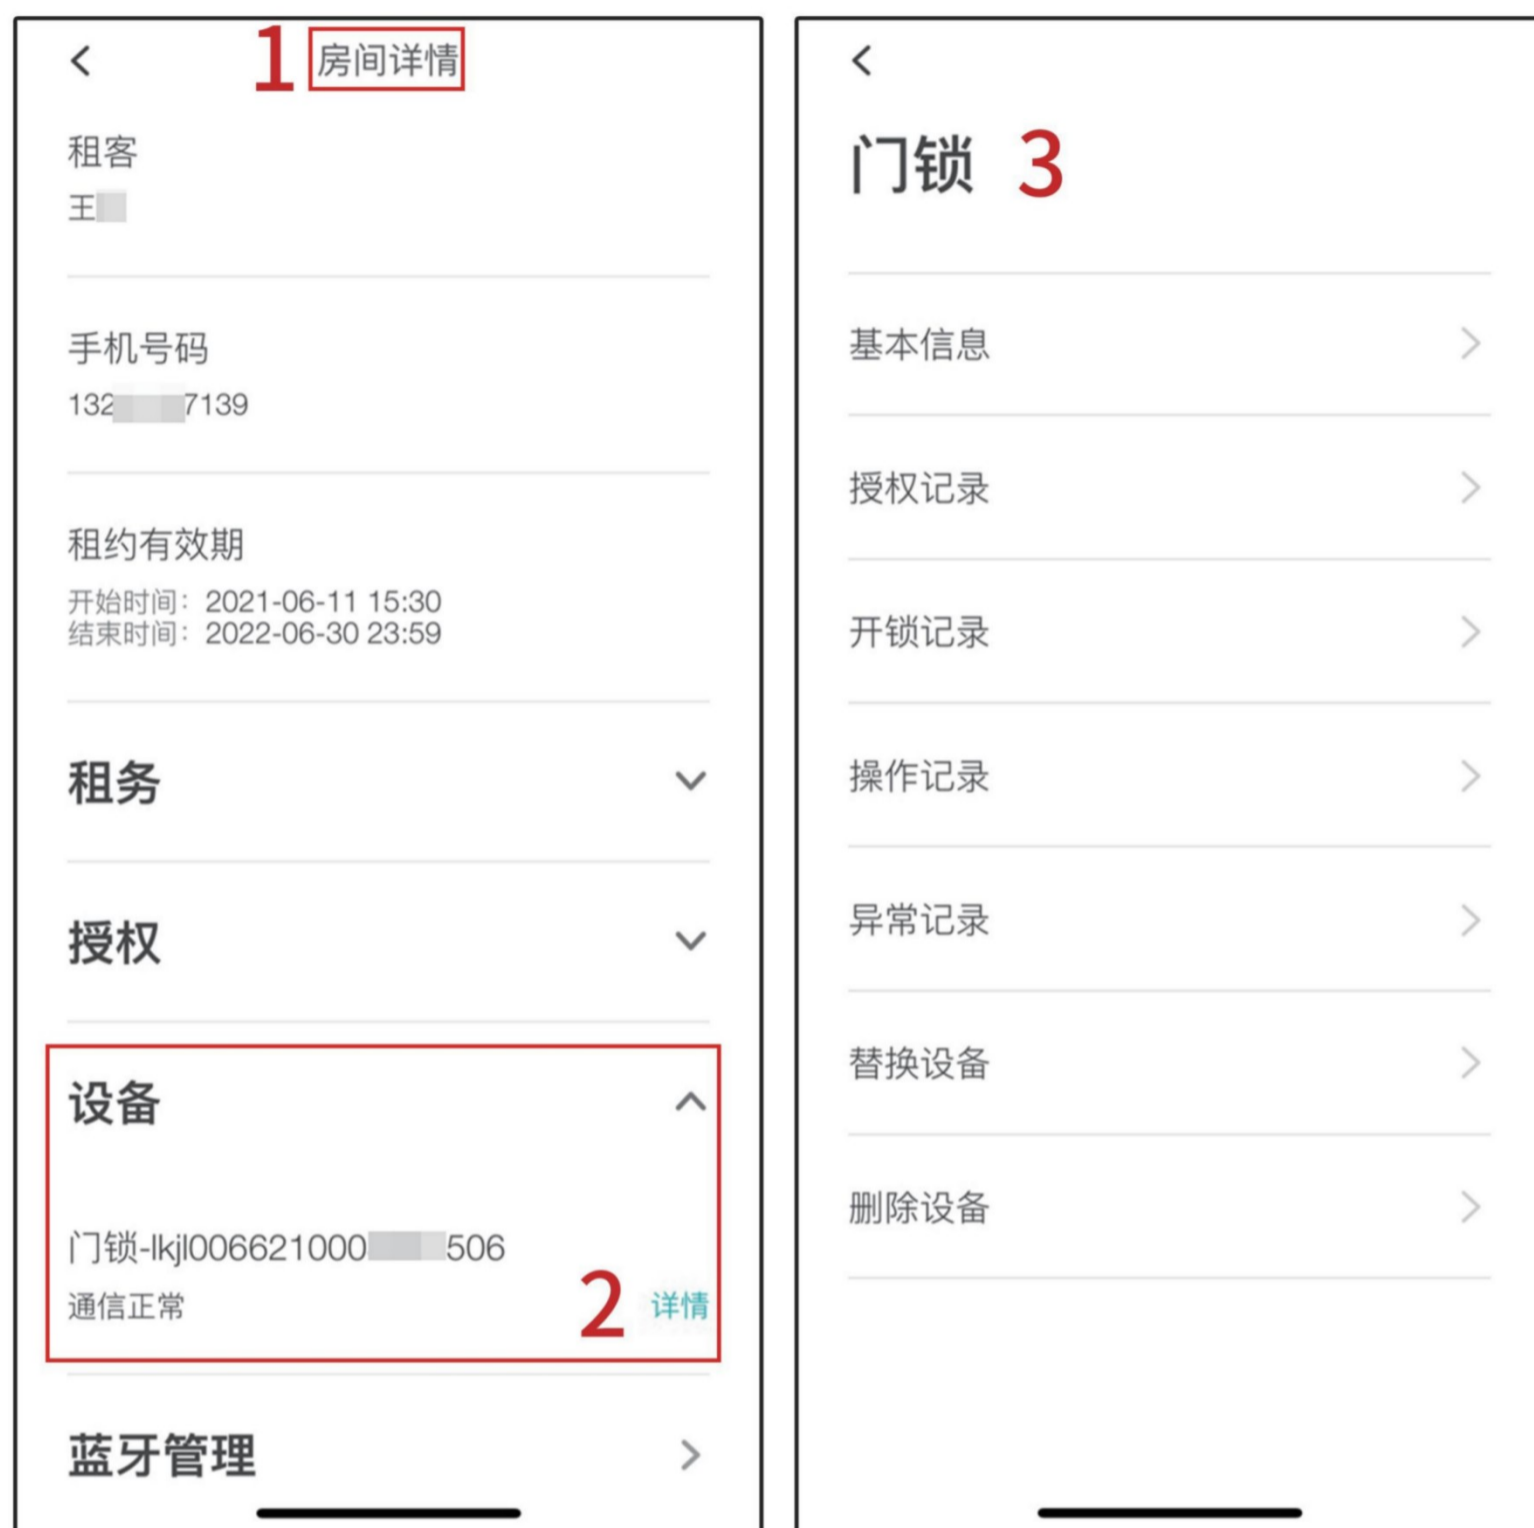 1 房间详情
租客
王
手机号码
132 7139
租约有效期
开始时间：2021-06-11 15:30
结束时间：2022-06-30 23:59
租务
授权
设备
门锁-lkjl006621000 506
通信正常
2 详情
蓝牙管理
门锁 3
基本信息
授权记录
开锁记录
操作记录
异常记录
替换设备
删除设备